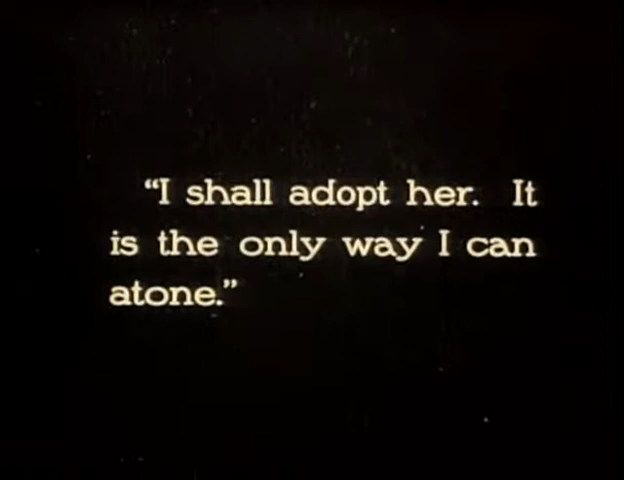 “I shall adopt her. It
is the only way I can
atone.”